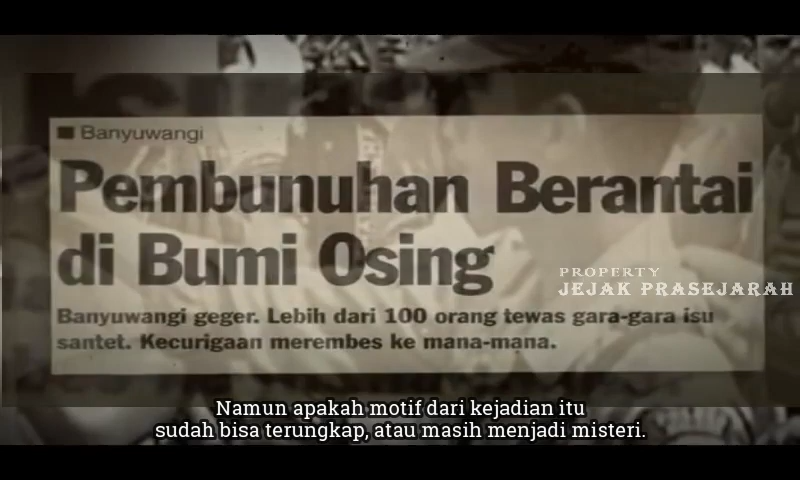 Banyuwangi
Pembunuhan Berantai
di Bumi Osing
PROPERTY
JEJAK PRASEJARAH
Banyuwangi geger. Lebih dari 100 orang tewas gara-gara isu
santet. Kecurigaan merembes ke mana-mana.
Namun apakah motif dari kejadian itu
sudah bisa terungkap, atau masih menjadi misteri.